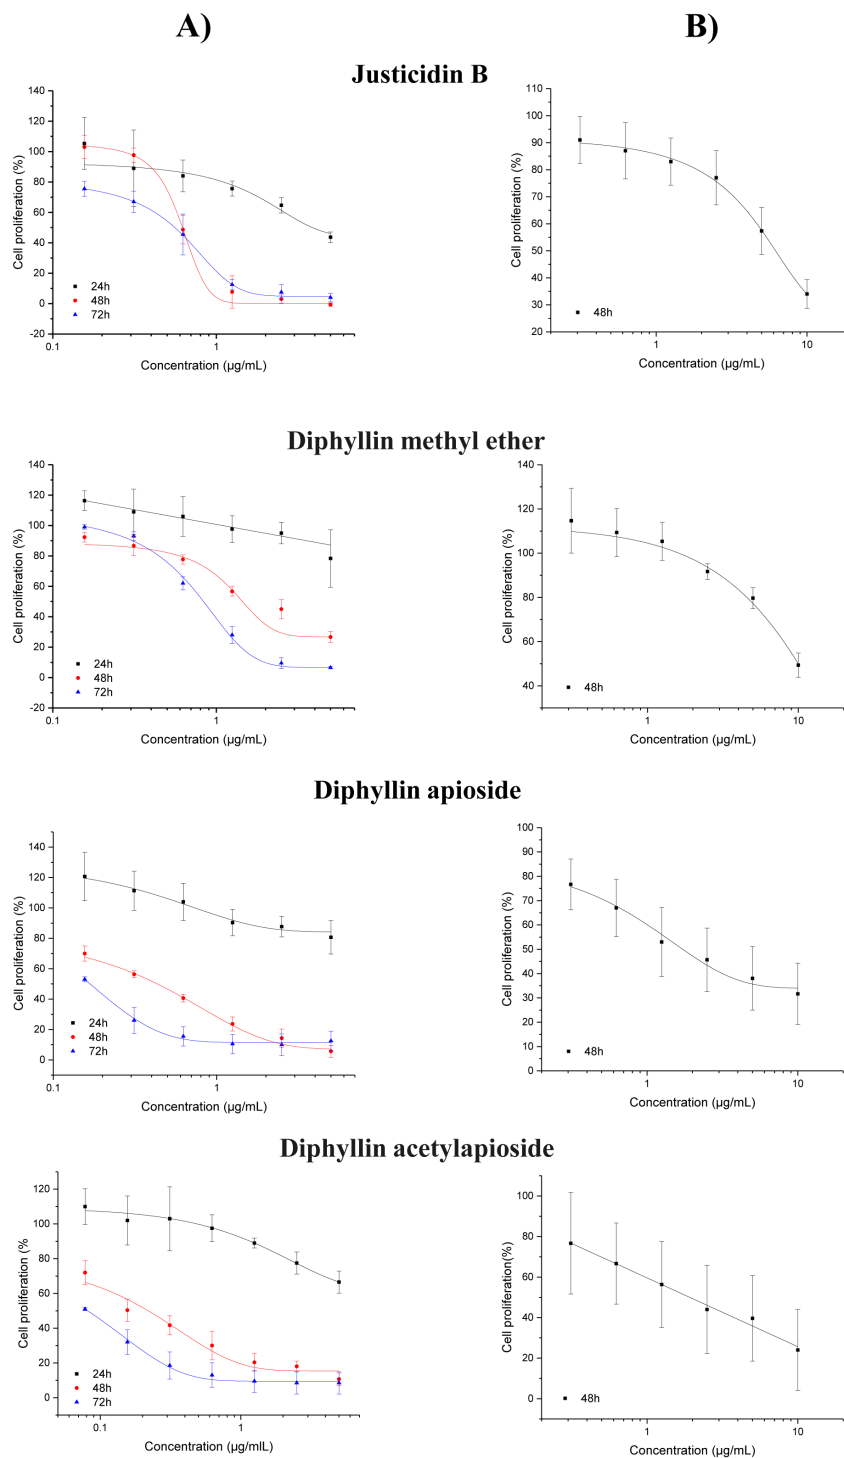 A)
B)
Justicidin B
140
120
100
80
60
40
20
0
-20
Cell proliferation (%)
24h
48h
72h
0.1
1
Concentration (µg/mL)
110
100
90
80
70
60
50
40
30
20
Cell proliferation (%)
48h
1
10
Concentration (µg/mL)
Diphyllin methyl ether
140
120
100
80
60
40
20
0
-20
Cell proliferation (%)
24h
48h
72h
0.1
1
Concentration (µg/mL)
140
120
100
80
60
40
Cell proliferation (%)
48h
1
10
Concentration (µg/mL)
Diphyllin apioside
140
120
100
80
60
40
20
0
Cell proliferation (%)
24h
48h
72h
0.1
1
Concentration (µg/mL)
100
90
80
70
60
50
40
30
20
10
0
Cell proliferation (%)
48h
1
10
Concentration (µg/mL)
Diphyllin acetylapioside
120
100
80
60
40
20
0
Cell proliferation (%
24h
48h
72h
0.1
1
Concentration (µg/mlL)
100
80
60
40
20
0
Cell proliferation(%)
48h
1
10
Concentration (µg/mL)